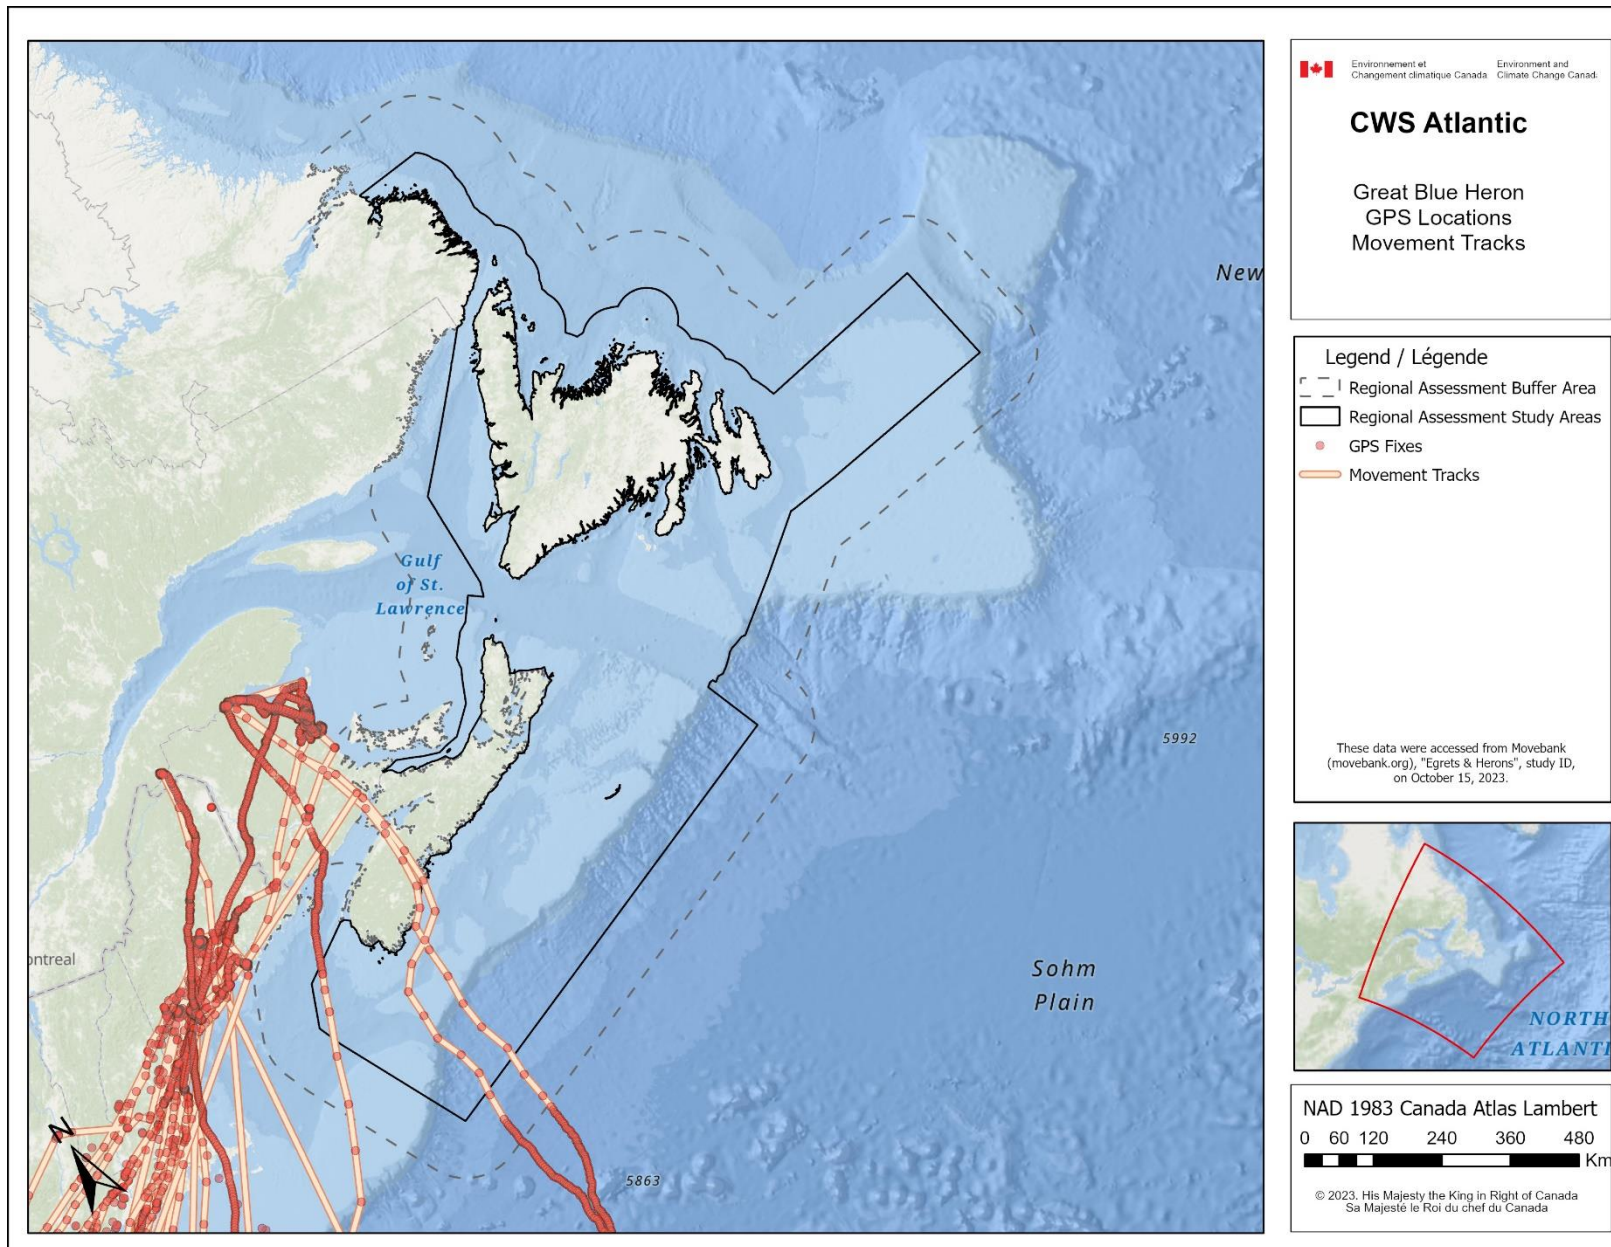 New
Gulf
of St.
Lawrence
5992
ontreal
Sohm
Plain
N
5863
Environnement et
Changement climatique Canada
Environment and
Climate Change Canad
CWS Atlantic
Great Blue Heron
GPS Locations
Movement Tracks
Legend / Légende
Regional Assessment Buffer Area
Regional Assessment Study Areas
GPS Fixes
Movement Tracks
These data were accessed from Movebank
(movebank.org), "Egrets & Herons", study ID,
on October 15, 2023.
NORTH
ATLANTI
NAD 1983 Canada Atlas Lambert
0 60 120 240 360 480
Km
© 2023. His Majesty the King in Right of Canada
Sa Majesté le Roi du chef du Canada